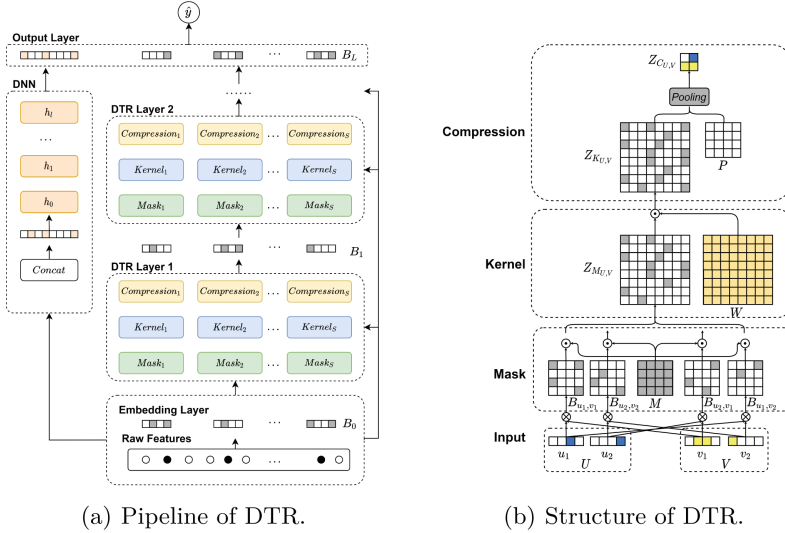 ŷ
Output Layer
B_L
DNN
h_l
...
h_1
h_0
Concat
......
DTR Layer 2
Compression_1 Compression_2 ... Compression_S
Kernel_1 Kernel_2 ... Kernel_S
Mask_1 Mask_2 ... Mask_S
... B_1
DTR Layer 1
Compression_1 Compression_2 ... Compression_S
Kernel_1 Kernel_2 ... Kernel_S
Mask_1 Mask_2 ... Mask_S
Embedding Layer
... B_0
Raw Features
...
(a) Pipeline of DTR.
Z_{C_{U,V}}
Pooling
Compression
Z_{K_{U,V}}
P
Kernel
Z_{M_{U,V}}
W
Mask
B_{u_1,v_1} B_{u_2,v_2} M B_{u_2,v_1} B_{u_1,v_2}
Input
u_1 u_2 v_1 v_2
U V
(b) Structure of DTR.